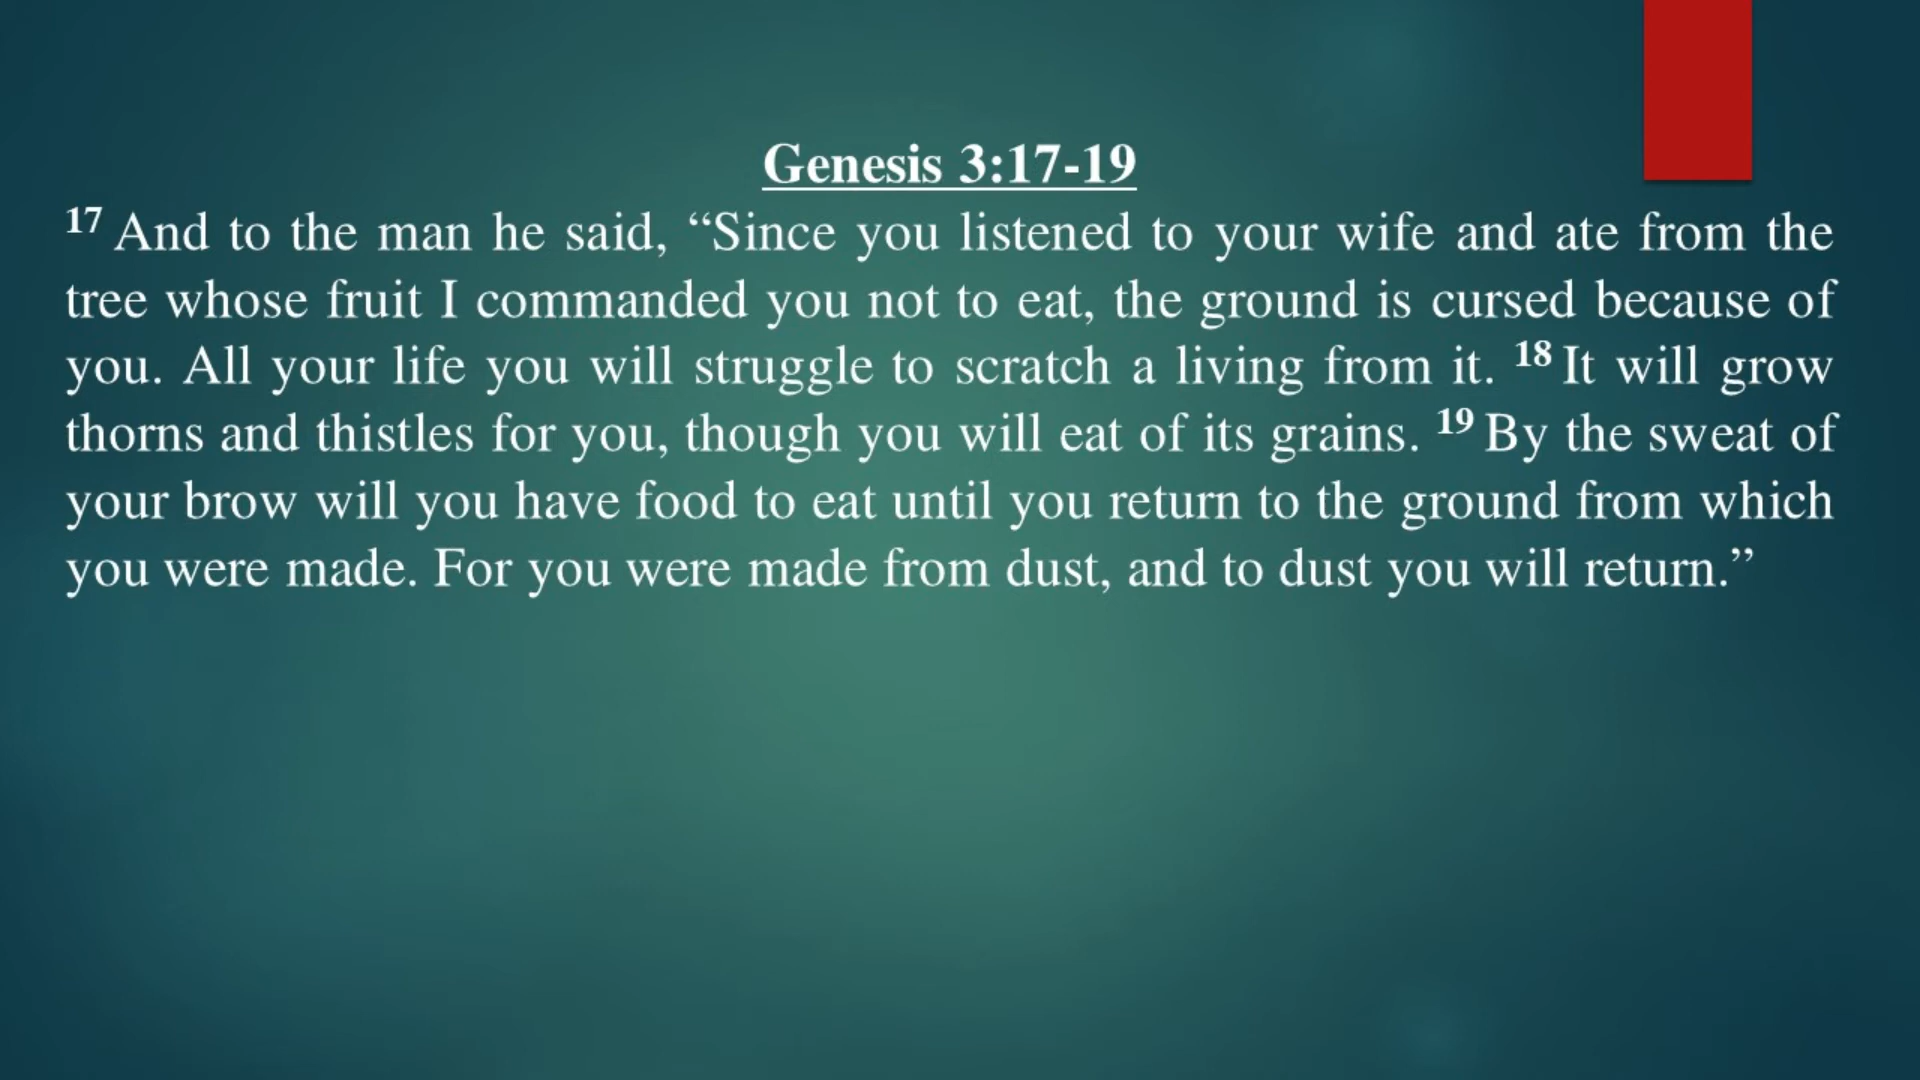 Genesis 3:17-19
17 And to the man he said, “Since you listened to your wife and ate from the
tree whose fruit I commanded you not to eat, the ground is cursed because of
you. All your life you will struggle to scratch a living from it. 18 It will grow
thorns and thistles for you, though you will eat of its grains. 19 By the sweat of
your brow will you have food to eat until you return to the ground from which
you were made. For you were made from dust, and to dust you will return.”